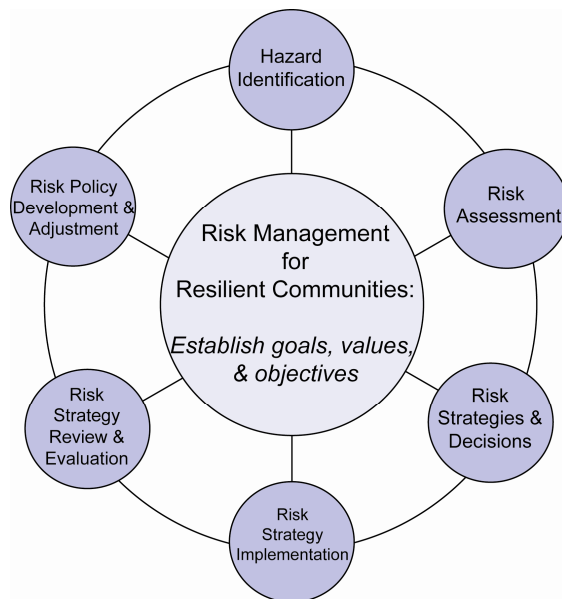 Hazard
Identification
Risk
Assessment
Risk
Strategies &
Decisions
Risk
Strategy
Implementation
Risk
Strategy
Review &
Evaluation
Risk Policy
Development &
Adjustment
Risk Management
for
Resilient Communities:
Establish goals, values,
& objectives